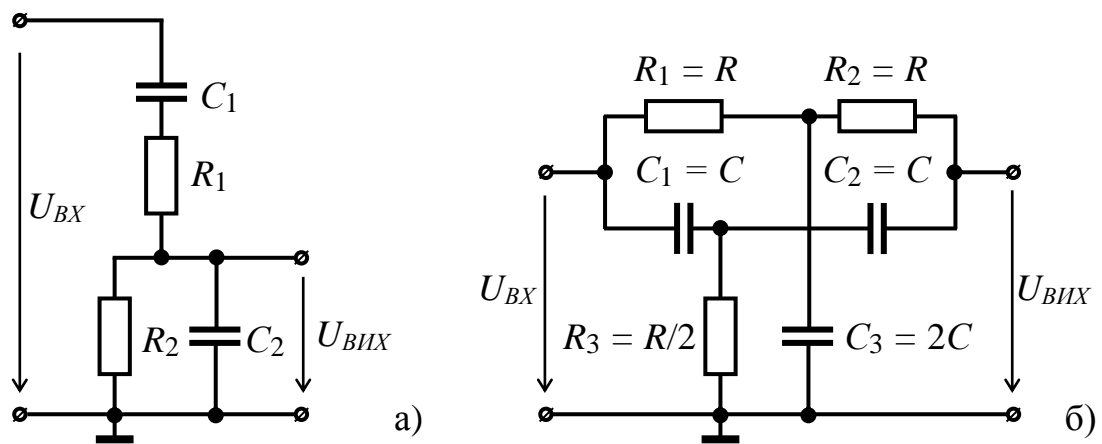 C1
R1
UВХ
R2
C2
UВИХ
а)
R1 = R
R2 = R
C1 = C
C2 = C
UВХ
R3 = R/2
C3 = 2C
UВИХ
б)